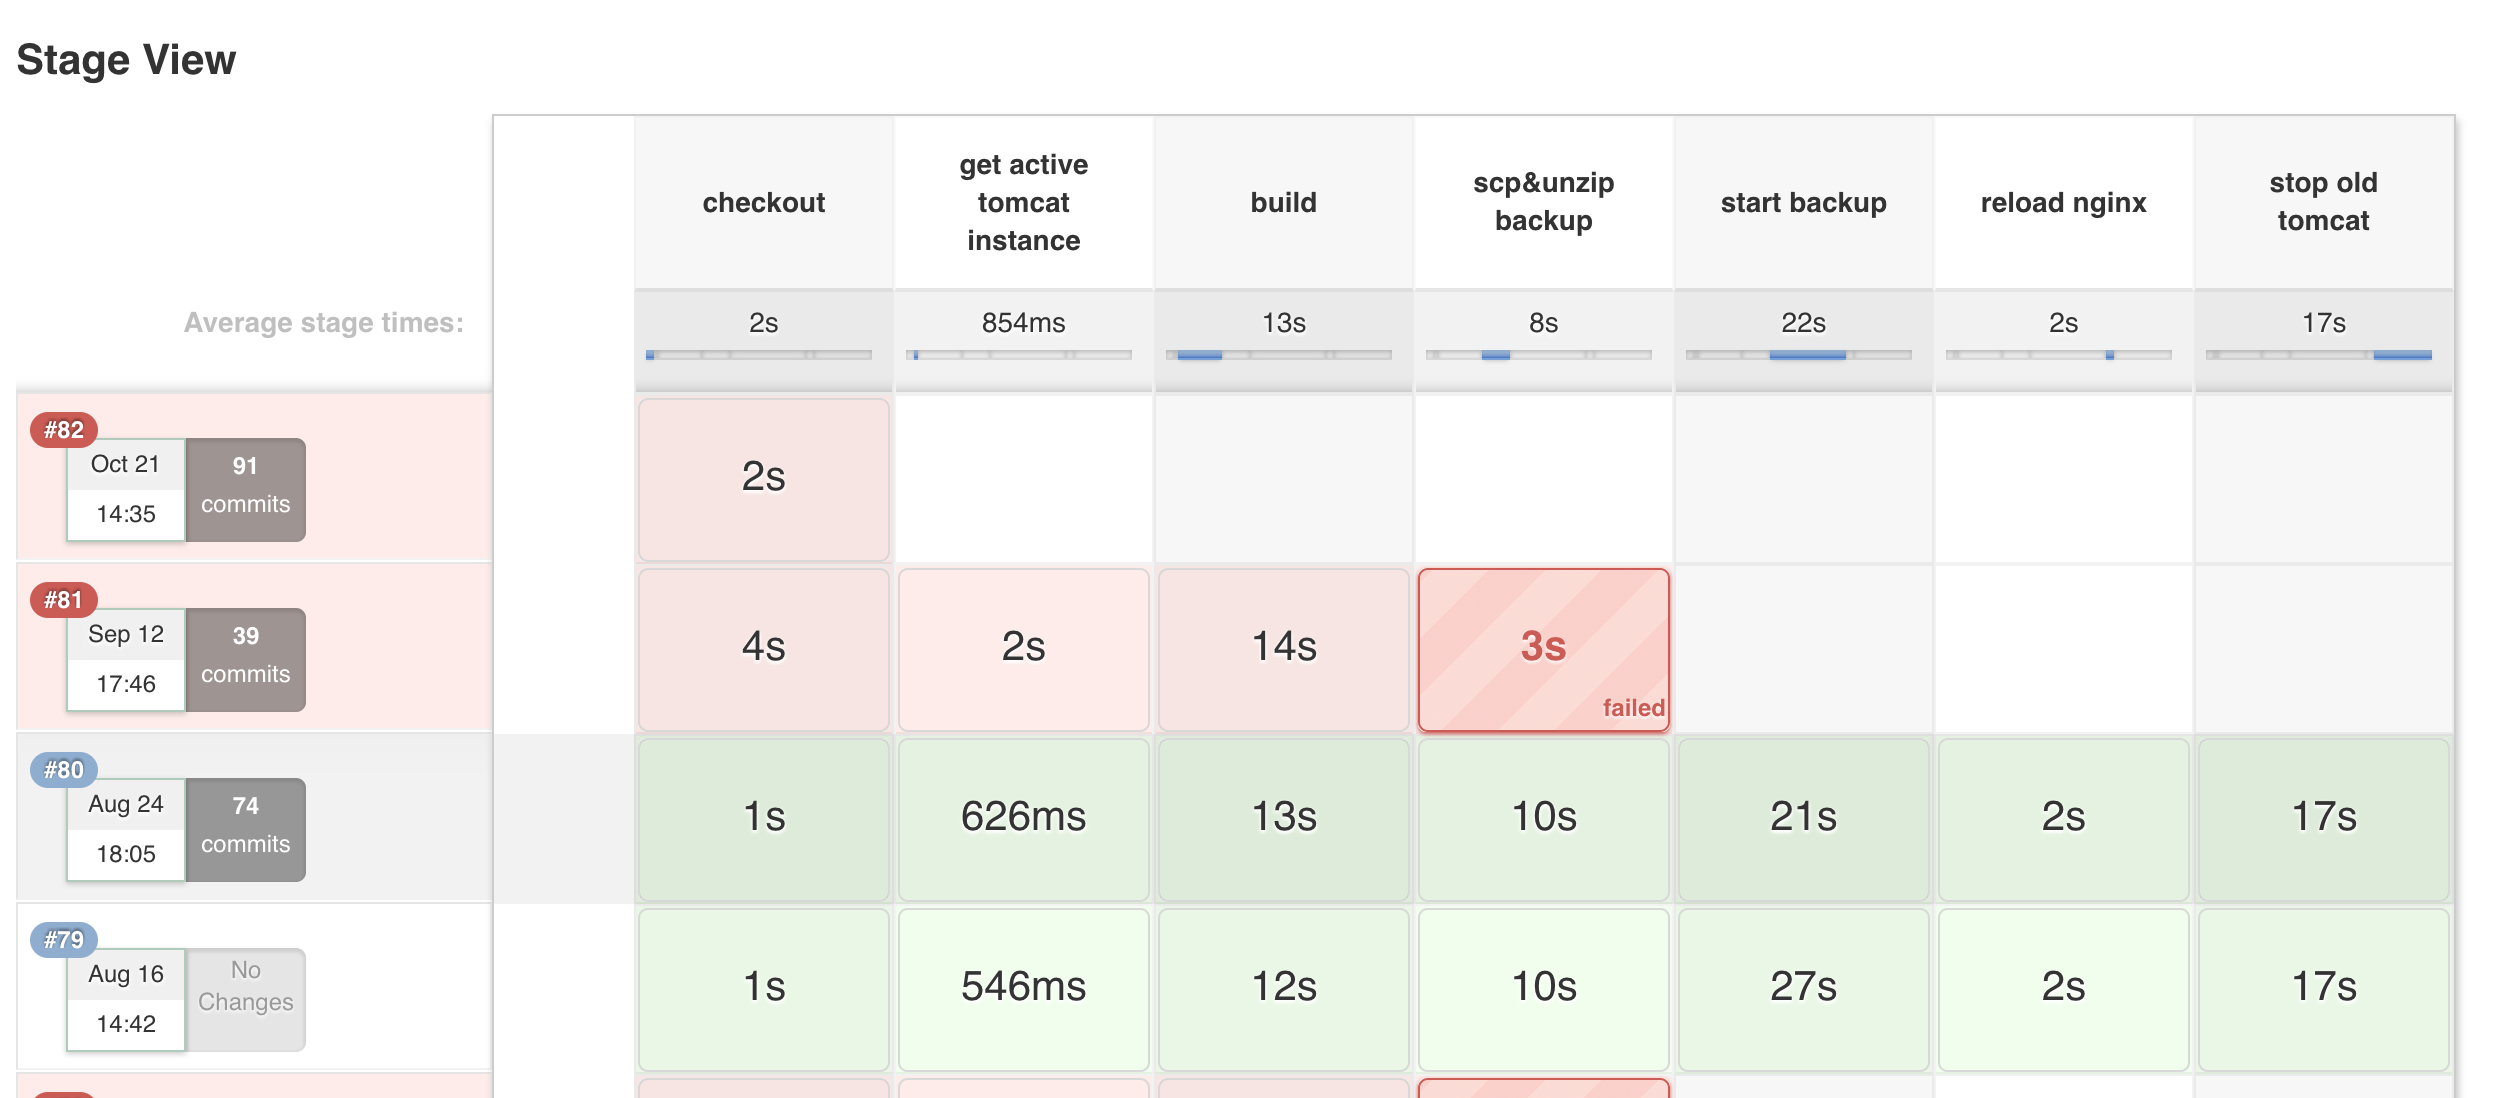 Stage View
checkout
get active
tomcat
instance
build
scp&unzip
backup
start backup
reload nginx
stop old
tomcat
Average stage times:
2s
854ms
13s
8s
22s
2s
17s
#82
Oct 21
14:35
91
commits
2s
#81
Sep 12
17:46
39
commits
4s
2s
14s
3s
failed
#80
Aug 24
18:05
74
commits
1s
626ms
13s
10s
21s
2s
17s
#79
Aug 16
14:42
No
Changes
1s
546ms
12s
10s
27s
2s
17s